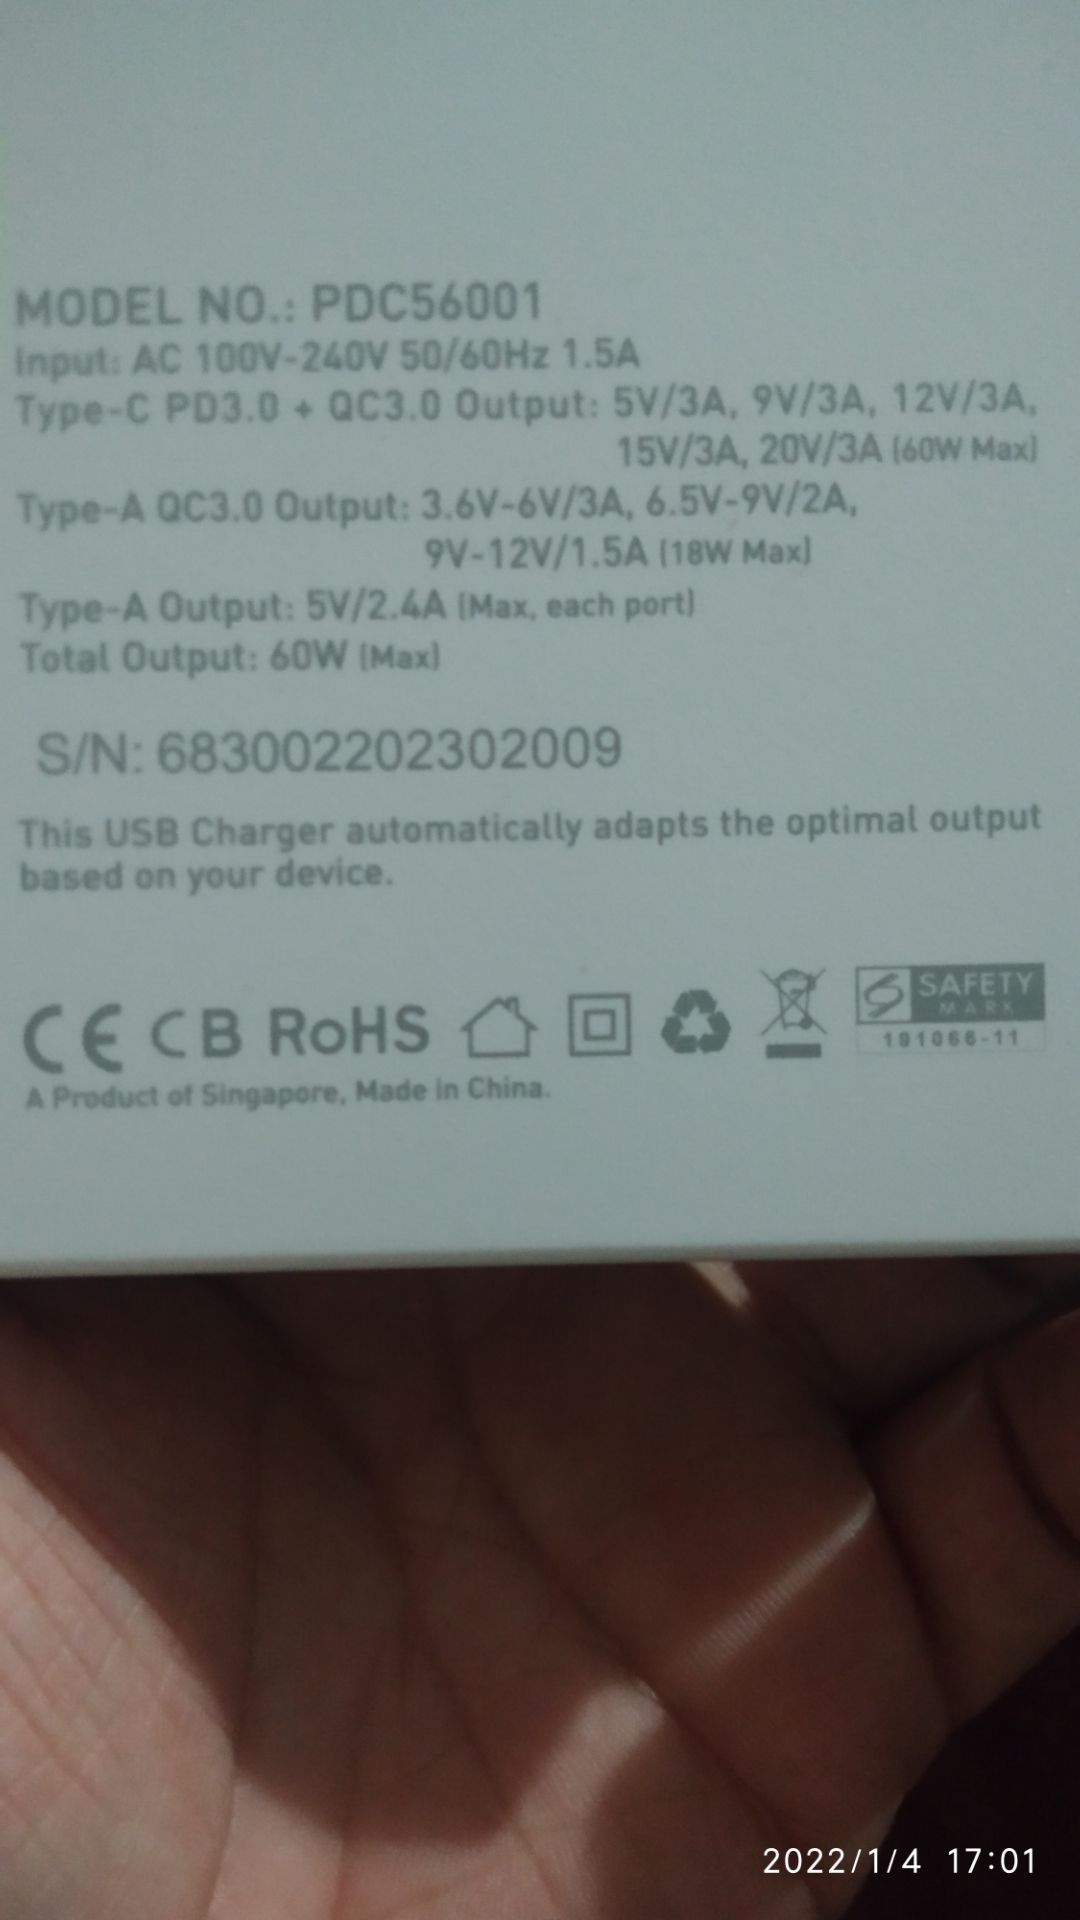 MODEL NO.: PDC56001
Input: AC 100V-240V 50/60Hz 1.5A
Type-C PD3.0 + QC3.0 Output: 5V/3A, 9V/3A, 12V/3A,
15V/3A, 20V/3A (60W Max)
Type-A QC3.0 Output: 3.6V-6V/3A, 6.5V-9V/2A,
9V-12V/1.5A (18W Max)
Type-A Output: 5V/2.4A (Max, each port)
Total Output: 60W (Max)
S/N: 683002202302009
This USB Charger automatically adapts the optimal output
based on your device.
CE CB RoHS SAFETY
MARK
191066-11
A Product of Singapore, Made in China.
2022/1/4 17:01